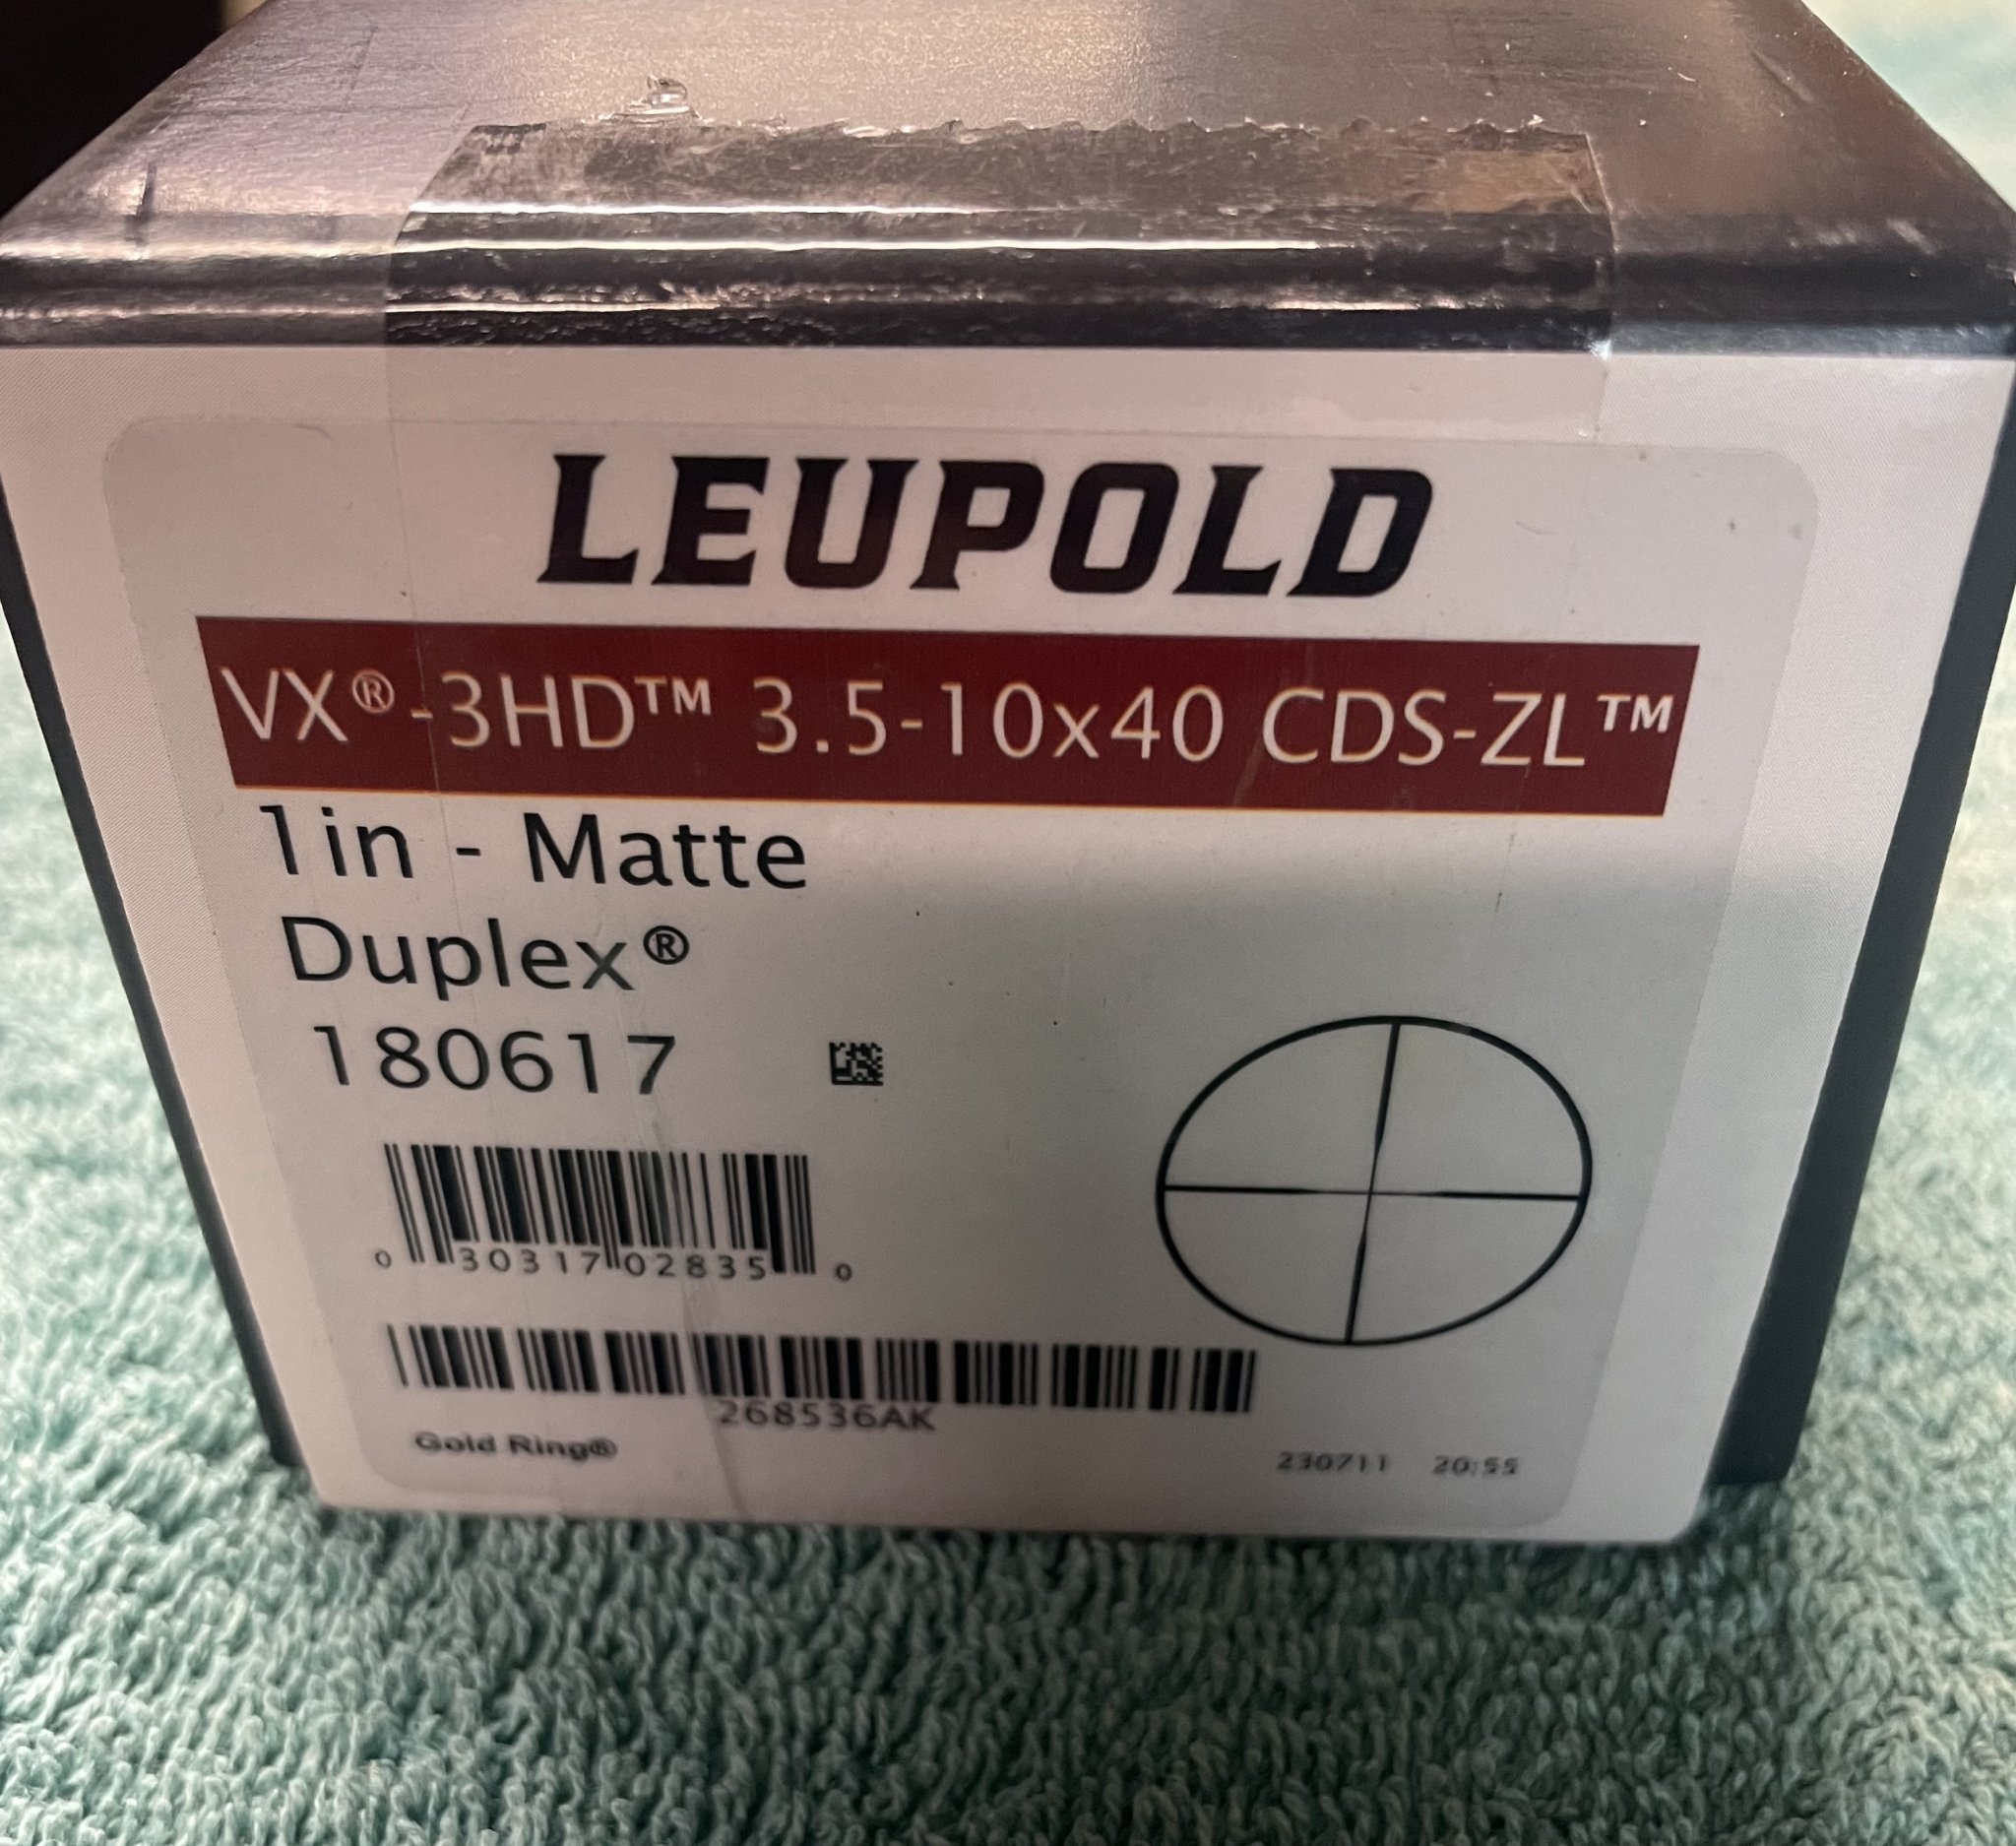 LEUPOLD
VX®-3HD™ 3.5-10x40 CDS-ZL™
1in - Matte
Duplex®
180617
0 30317 02835 0
268536AK
Gold Ring®
230711 20:55